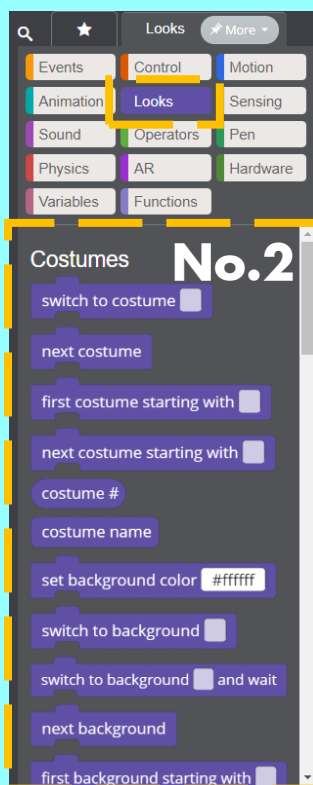 Looks More
Events Control Motion
Animation Looks Sensing
Sound Operators Pen
Physics AR Hardware
Variables Functions
Costumes No.2
switch to costume
next costume
first costume starting with
next costume starting with
costume #
costume name
set background color #ffffff
switch to background
switch to background and wait
next background
first background starting with